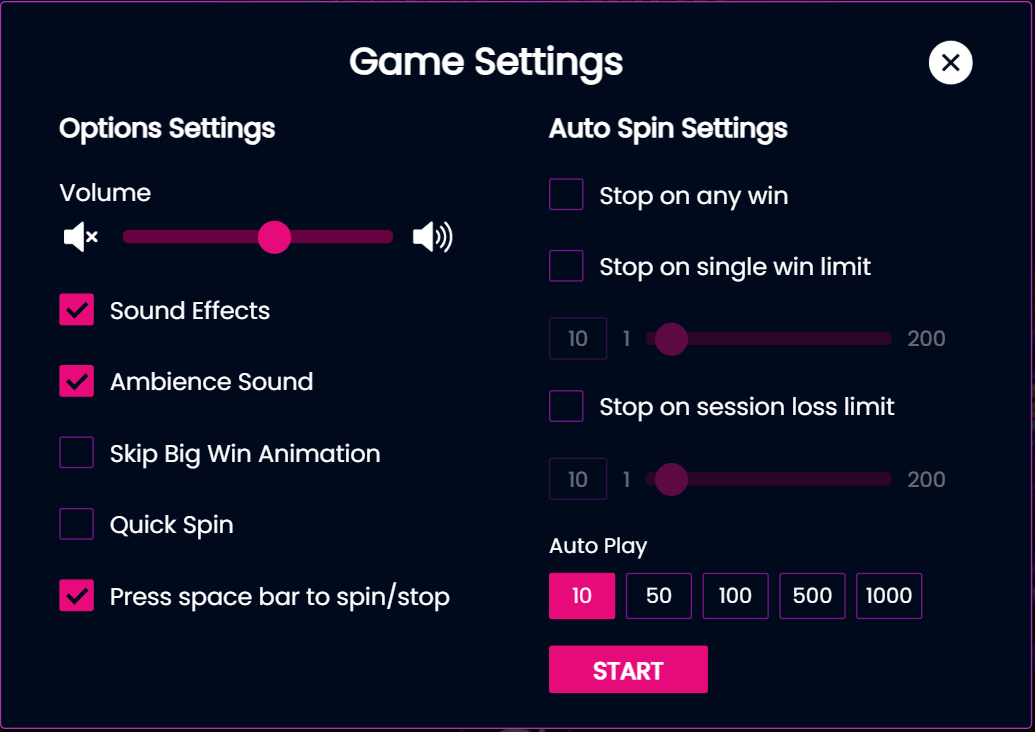 Game Settings
Options Settings
Volume
Sound Effects
Ambience Sound
Skip Big Win Animation
Quick Spin
Press space bar to spin/stop
Auto Spin Settings
Stop on any win
Stop on single win limit
10 1 200
Stop on session loss limit
10 1 200
Auto Play
10 50 100 500 1000
START